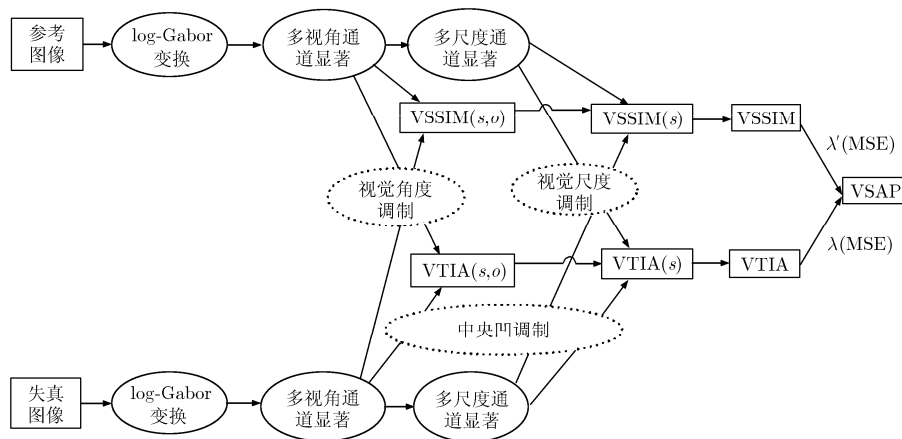 参考
图像
log-Gabor
变换
多视角通
道显著
多尺度通
道显著
VSSIM(s,o)
VSSIM(s)
VSSIM
λ′(MSE)
视觉角度
调制
视觉尺度
调制
VSAP
VTIA(s,o)
VTIA(s)
VTIA
λ(MSE)
中央凹调制
失真
图像
log-Gabor
变换
多视角通
道显著
多尺度通
道显著